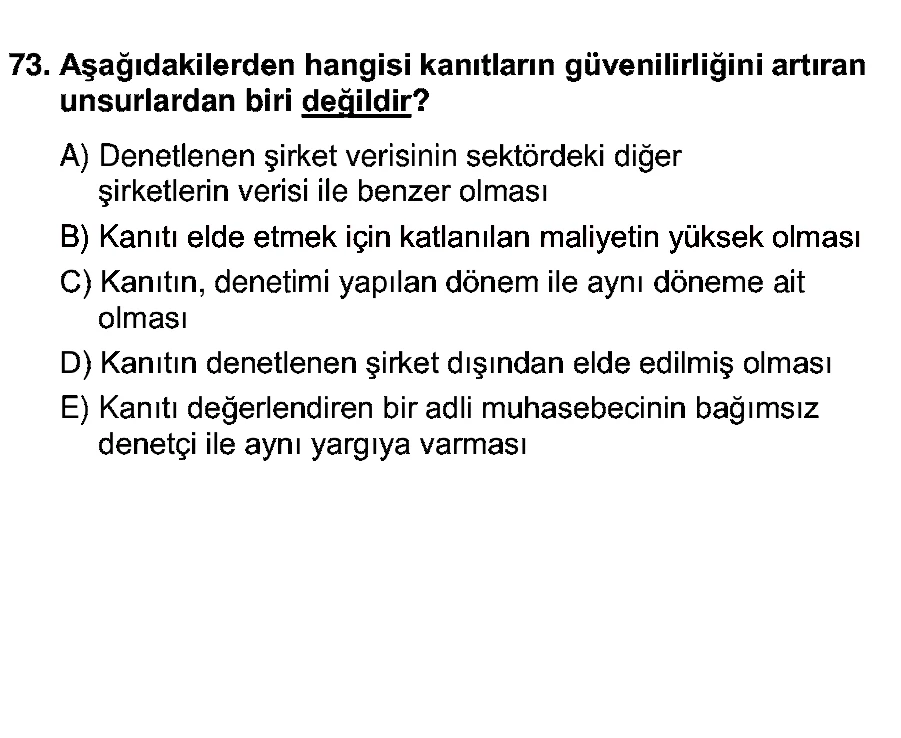 73. Aşağıdakilerden hangisi kanıtların güvenilirliğini artıran
unsurlardan biri değildir?
A) Denetlenen şirket verisinin sektördeki diğer
şirketlerin verisi ile benzer olması
B) Kanıtı elde etmek için katlanılan maliyetin yüksek olması
C) Kanıtın, denetimi yapılan dönem ile aynı döneme ait
olması
D) Kanıtın denetlenen şirket dışından elde edilmiş olması
E) Kanıtı değerlendiren bir adli muhasebecinin bağımsız
denetçi ile aynı yargıya varması